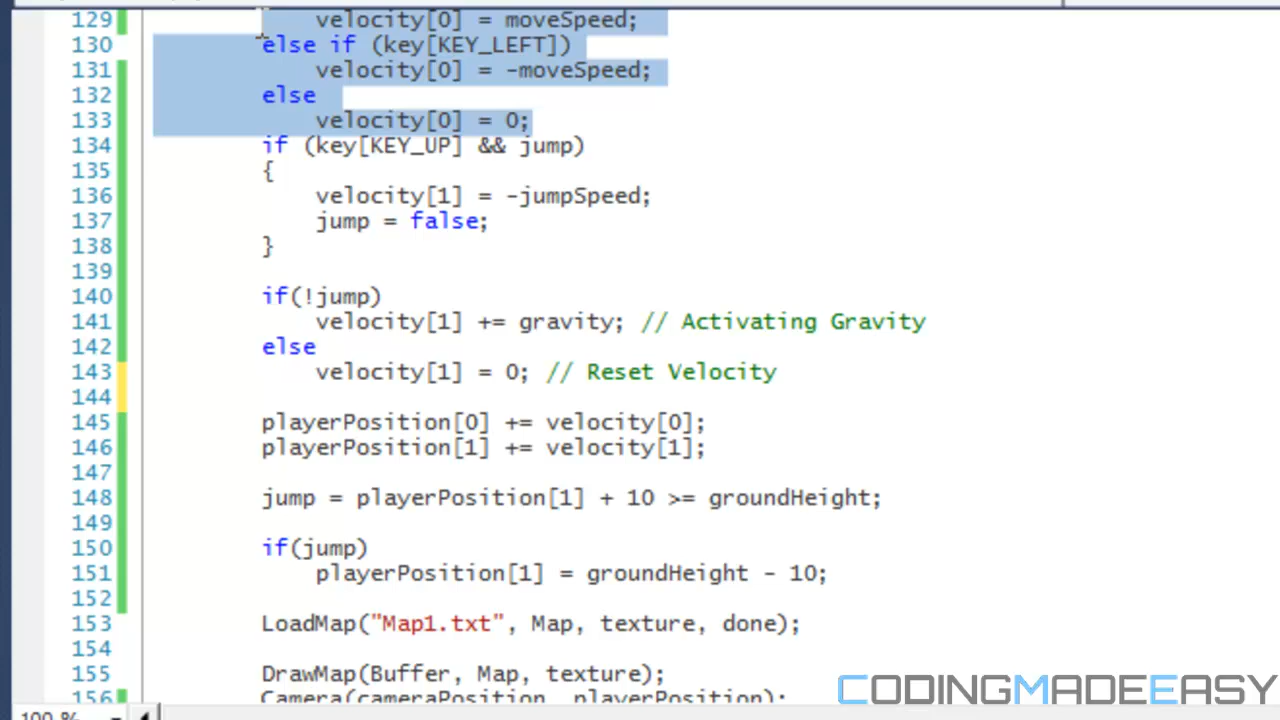 129 velocity[0] = moveSpeed;
130 else if (key[KEY_LEFT])
131 velocity[0] = -moveSpeed;
132 else
133 velocity[0] = 0;
134 if (key[KEY_UP] && jump)
135 {
136 velocity[1] = -jumpSpeed;
137 jump = false;
138 }
139
140 if(!jump)
141 velocity[1] += gravity; // Activating Gravity
142 else
143 velocity[1] = 0; // Reset Velocity
144
145 playerPosition[0] += velocity[0];
146 playerPosition[1] += velocity[1];
147
148 jump = playerPosition[1] + 10 >= groundHeight;
149
150 if(jump)
151 playerPosition[1] = groundHeight - 10;
152
153 LoadMap("Map1.txt", Map, texture, done);
154
155 DrawMap(Buffer, Map, texture);
156 Camera(cameraPosition, playerPosition);
100 %
CODINGMADEEASY